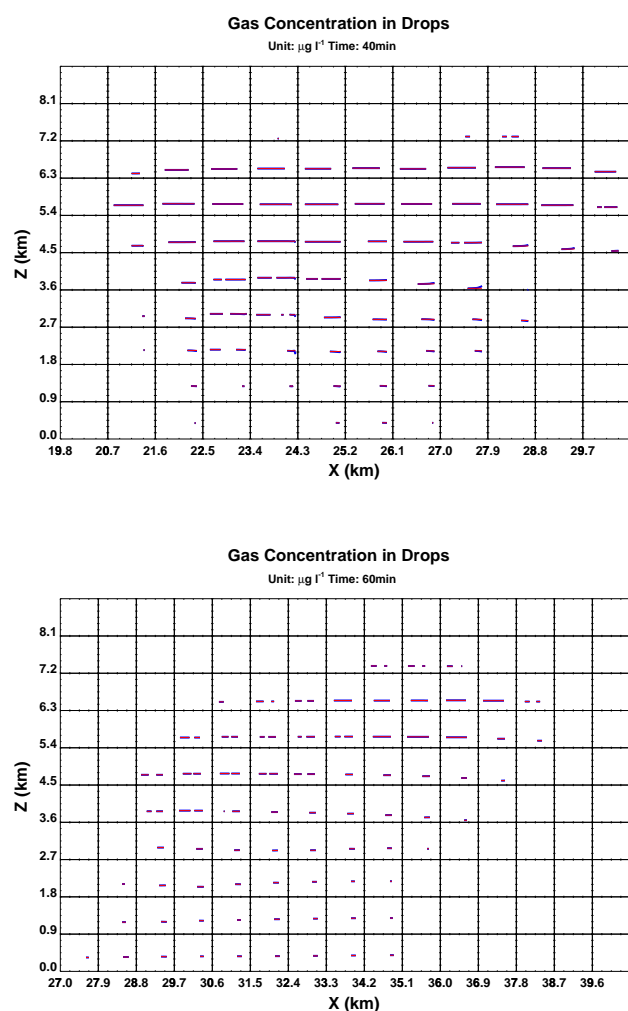 Gas Concentration in Drops
Unit: μg l⁻¹ Time: 40min
8.1
7.2
6.3
5.4
4.5
3.6
2.7
1.8
0.9
0.0
Z (km)
19.8 20.7 21.6 22.5 23.4 24.3 25.2 26.1 27.0 27.9 28.8 29.7
X (km)
Gas Concentration in Drops
Unit: μg l⁻¹ Time: 60min
8.1
7.2
6.3
5.4
4.5
3.6
2.7
1.8
0.9
0.0
Z (km)
27.0 27.9 28.8 29.7 30.6 31.5 32.4 33.3 34.2 35.1 36.0 36.9 37.8 38.7 39.6
X (km)